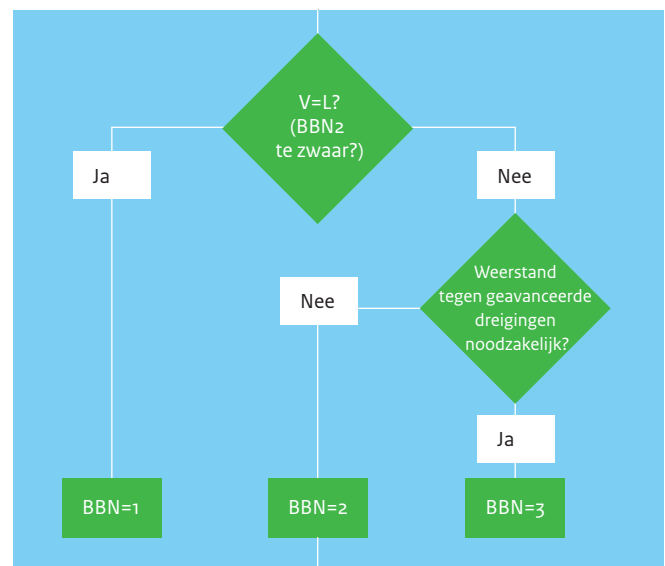 V=L?
(BBN2
te zwaar?)
Ja
Nee
Weerstand
tegen geavanceerde
dreigingen
noodzakelijk?
Nee
Ja
BBN=1
BBN=2
BBN=3